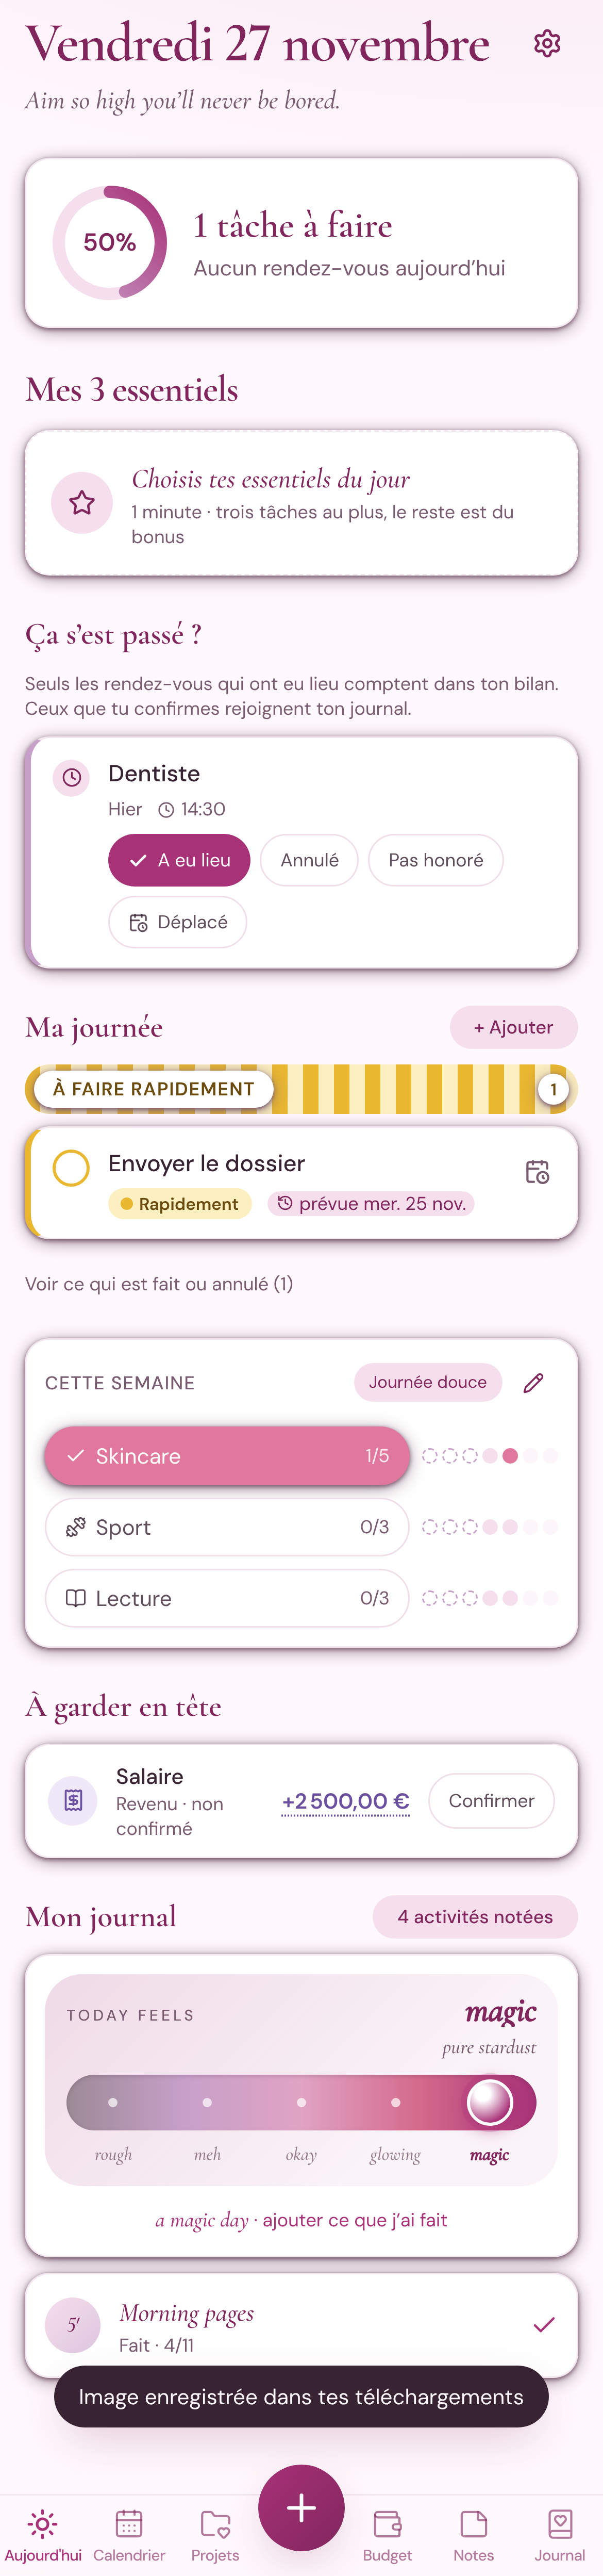 Vendredi 27 novembre
Aim so high you’ll never be bored.
50%
1 tâche à faire
Aucun rendez-vous aujourd’hui
Mes 3 essentiels
Choisis tes essentiels du jour
1 minute · trois tâches au plus, le reste est du
bonus
Ça s’est passé ?
Seuls les rendez-vous qui ont eu lieu comptent dans ton bilan.
Ceux que tu confirmes rejoignent ton journal.
Dentiste
Hier 14:30
A eu lieu
Annulé
Pas honoré
Déplacé
Ma journée
+ Ajouter
À FAIRE RAPIDEMENT
1
Envoyer le dossier
Rapidement
prévue mer. 25 nov.
Voir ce qui est fait ou annulé (1)
CETTE SEMAINE
Journée douce
Skincare 1/5
Sport 0/3
Lecture 0/3
À garder en tête
Salaire
Revenu · non
confirmé
+2 500,00 €
Confirmer
Mon journal
4 activités notées
TODAY FEELS
magic
pure stardust
rough meh okay glowing magic
a magic day · ajouter ce que j’ai fait
5′
Morning pages
Fait · 4/11
Image enregistrée dans tes téléchargements
Aujourd'hui Calendrier Projets Budget Notes Journal